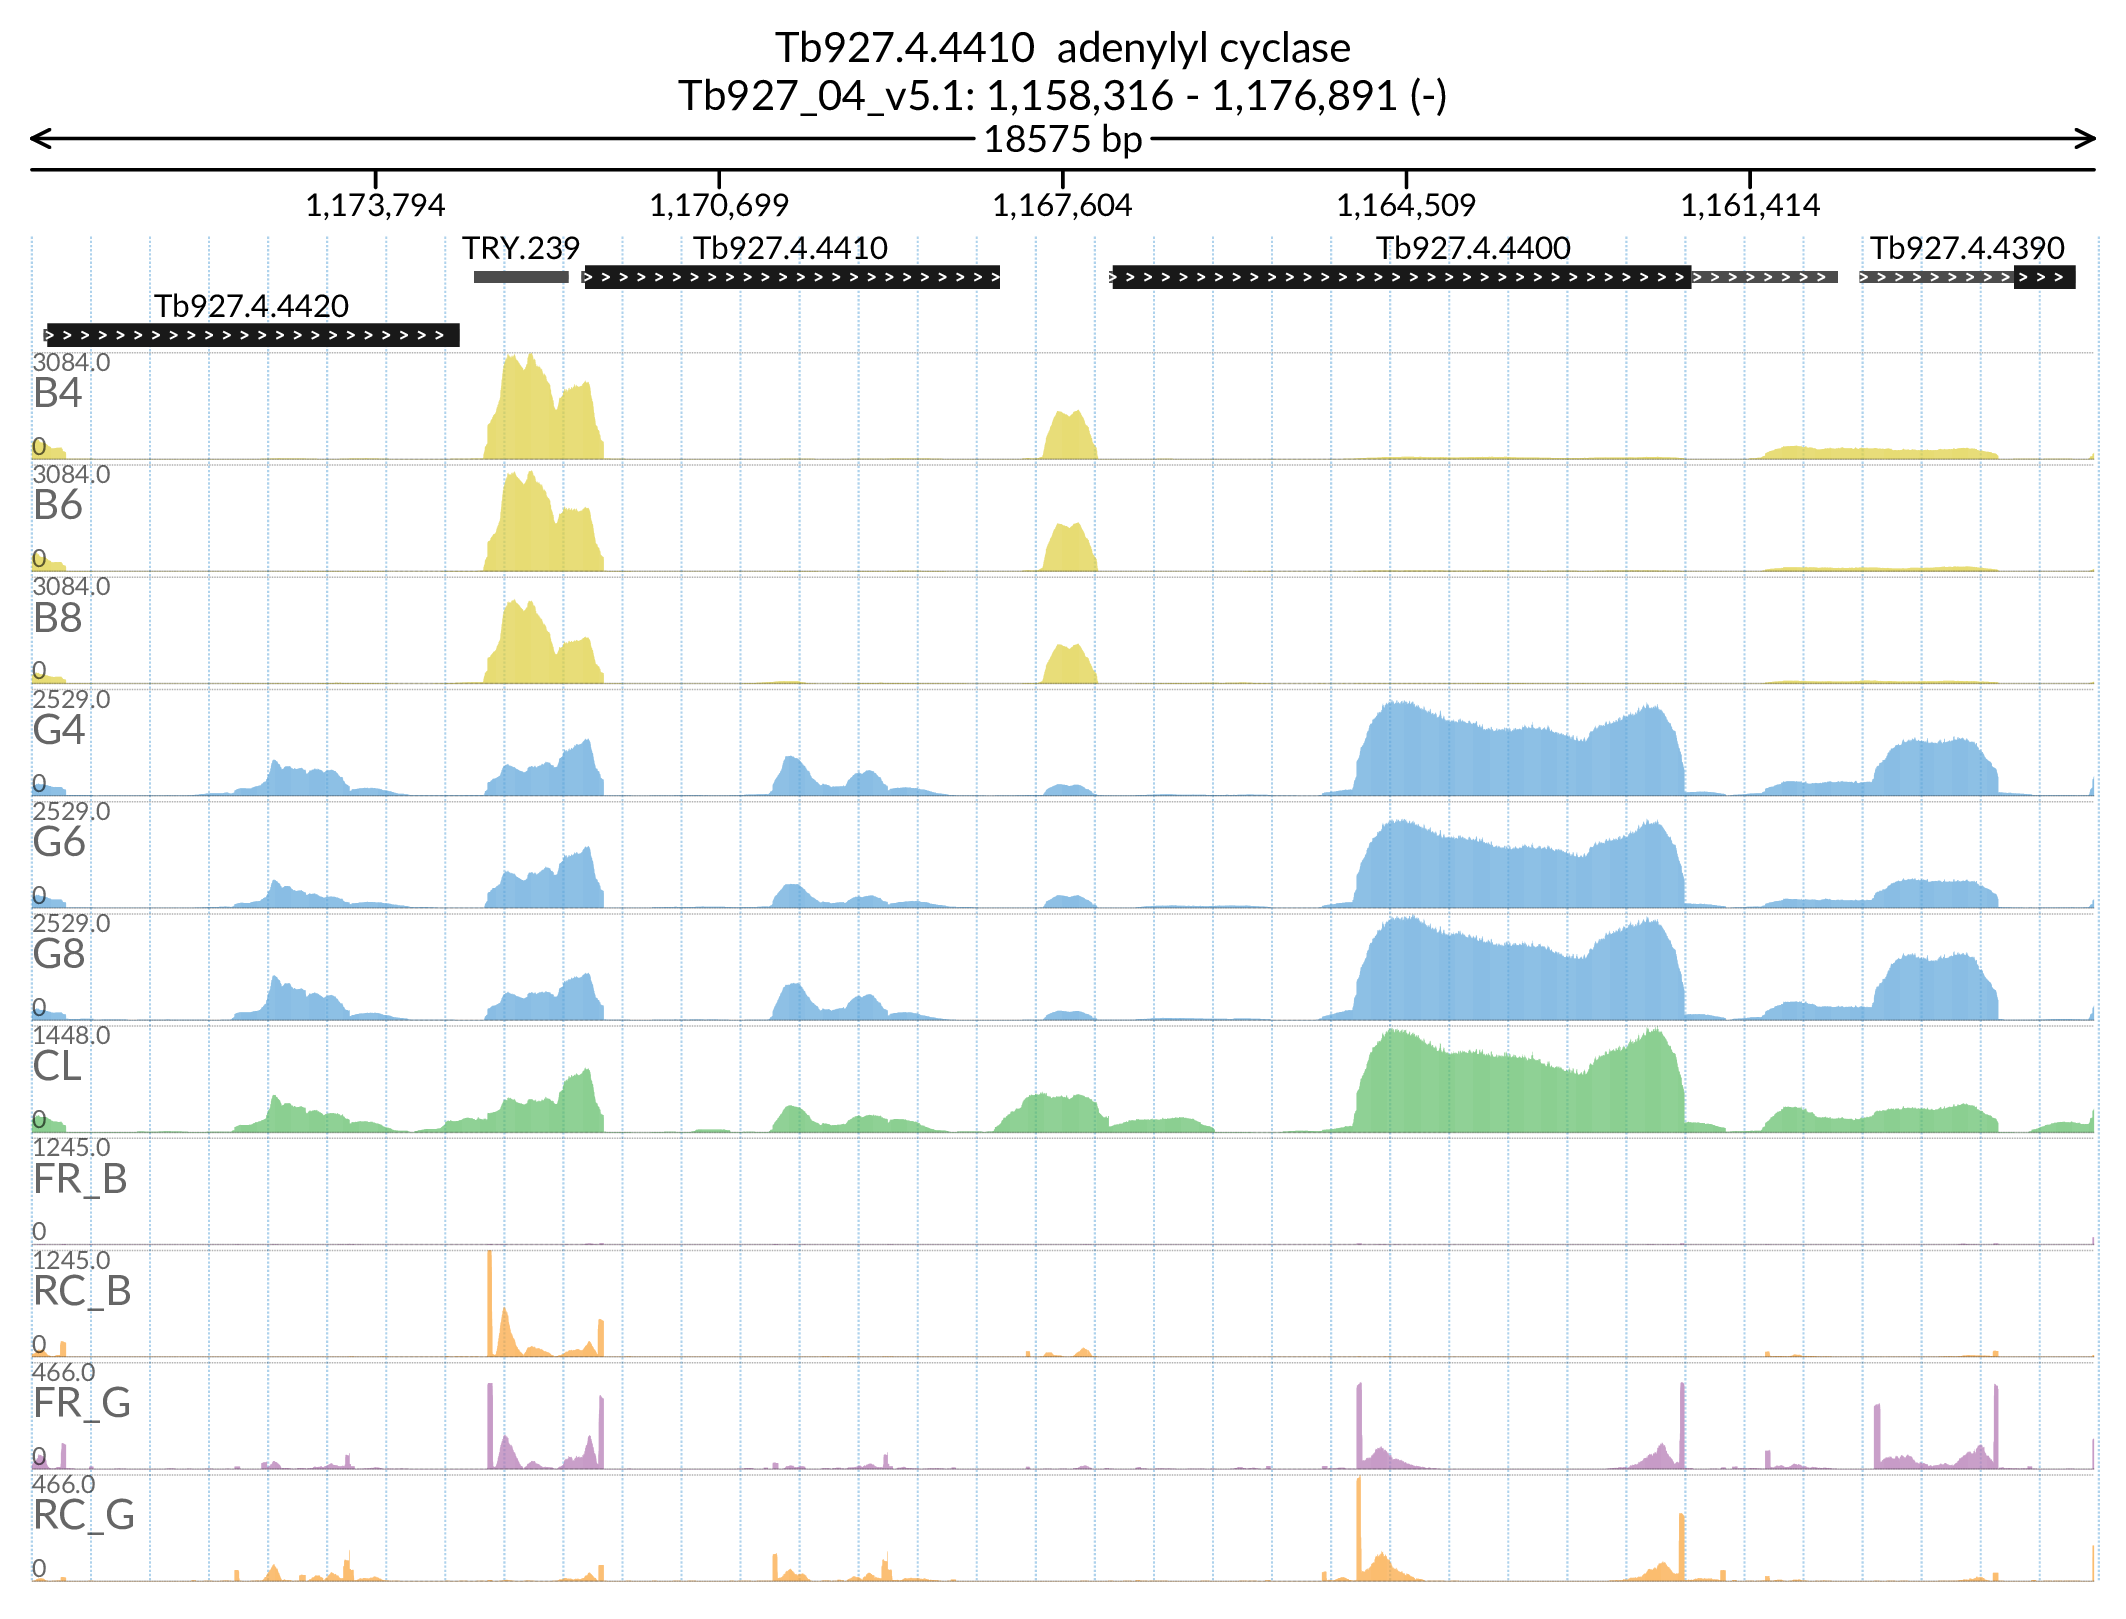 Tb927.4.4410  adenylyl cyclase
Tb927_04_v5.1: 1,158,316 - 1,176,891 (-)
18575 bp
1,173,794 1,170,699 1,167,604 1,164,509 1,161,414
TRY.239 Tb927.4.4410 Tb927.4.4400 Tb927.4.4390
Tb927.4.4420
3084.0
B4
0
3084.0
B6
0
3084.0
B8
0
2529.0
G4
0
2529.0
G6
0
2529.0
G8
0
1448.0
CL
0
1245.0
FR_B
0
1245.0
RC_B
0
466.0
FR_G
0
466.0
RC_G
0